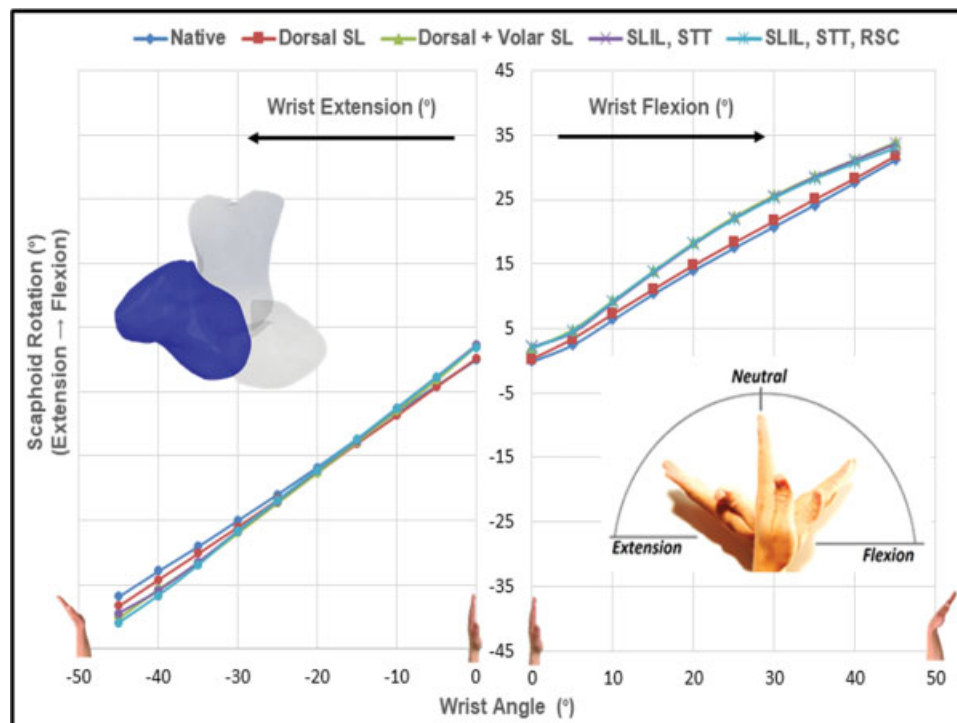 Native Dorsal SL Dorsal + Volar SL SLIL, STT SLIL, STT, RSC
Wrist Extension (°)
Wrist Flexion (°)
45
35
25
15
5
-5
-15
-25
-35
-45
Scaphoid Rotation (°)
(Extension → Flexion)
Neutral
Extension
Flexion
-50 -40 -30 -20 -10 0
0 10 20 30 40 50
Wrist Angle (°)